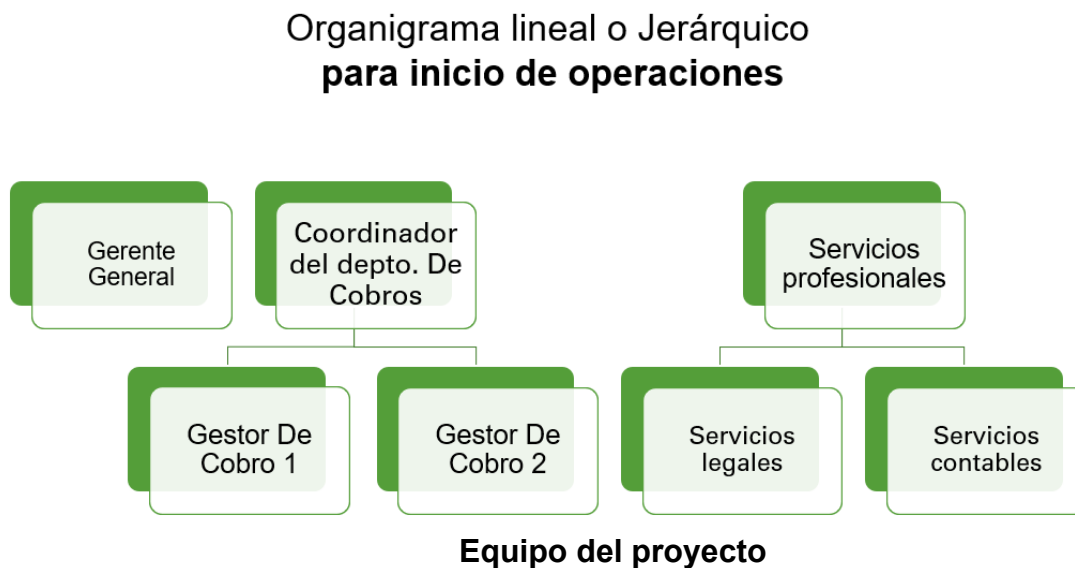 Organigrama lineal o Jerárquico
para inicio de operaciones
Gerente
General
Coordinador
del depto. De
Cobros
Servicios
profesionales
Gestor De
Cobro 1
Gestor De
Cobro 2
Servicios
legales
Servicios
contables
Equipo del proyecto